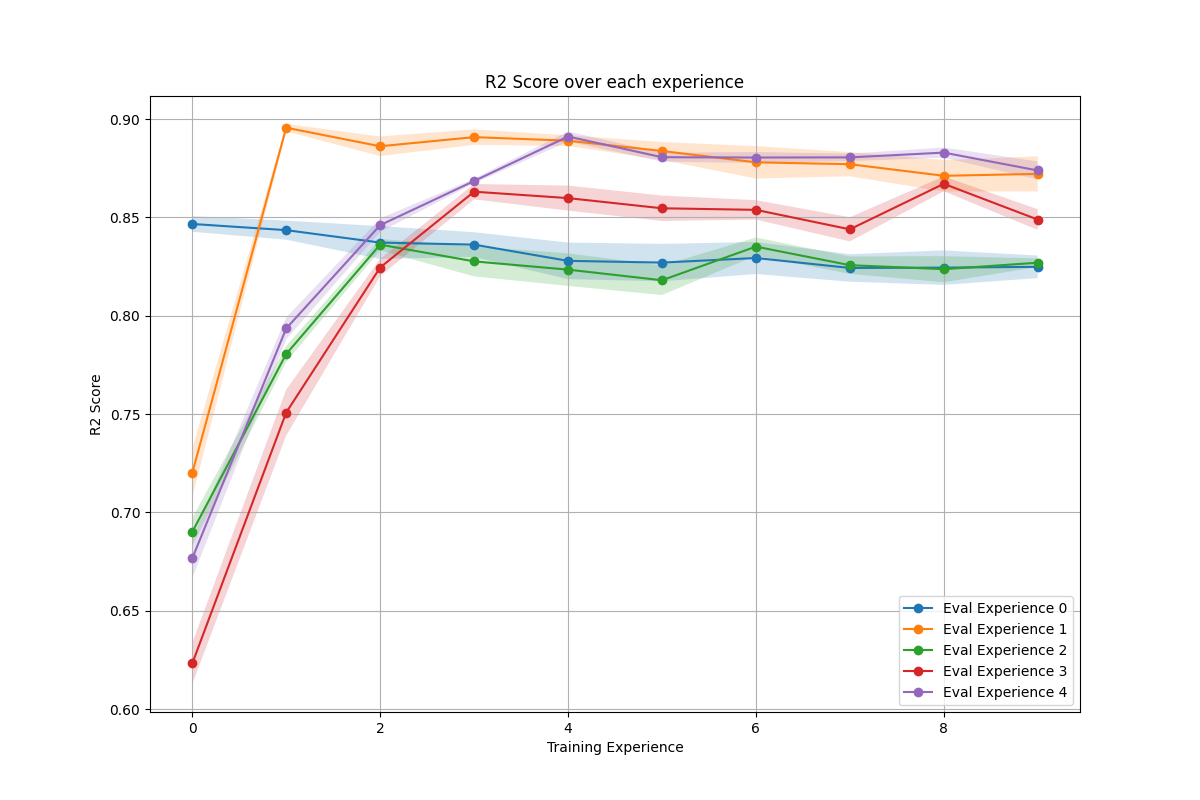 R2 Score over each experience
0.90
0.85
0.80
0.75
0.70
0.65
0.60
R2 Score
0
2
4
6
8
Training Experience
Eval Experience 0
Eval Experience 1
Eval Experience 2
Eval Experience 3
Eval Experience 4